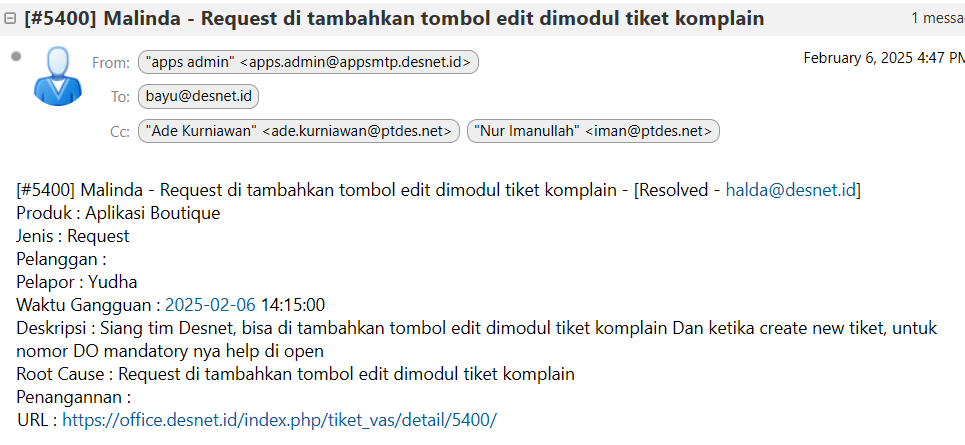 [#5400] Malinda - Request di tambahkan tombol edit dimodul tiket komplain
1 messa
From: "apps admin" <apps.admin@appsmtp.desnet.id>
February 6, 2025 4:47 PM
To: bayu@desnet.id
Cc: "Ade Kurniawan" <ade.kurniawan@ptdes.net> "Nur Imanullah" <iman@ptdes.net>
[#5400] Malinda - Request di tambahkan tombol edit dimodul tiket komplain - [Resolved - halda@desnet.id]
Produk : Aplikasi Boutique
Jenis : Request
Pelanggan :
Pelapor : Yudha
Waktu Gangguan : 2025-02-06 14:15:00
Deskripsi : Siang tim Desnet, bisa di tambahkan tombol edit dimodul tiket komplain Dan ketika create new tiket, untuk
nomor DO mandatory nya help di open
Root Cause : Request di tambahkan tombol edit dimodul tiket komplain
Penangannan :
URL : https://office.desnet.id/index.php/tiket_vas/detail/5400/